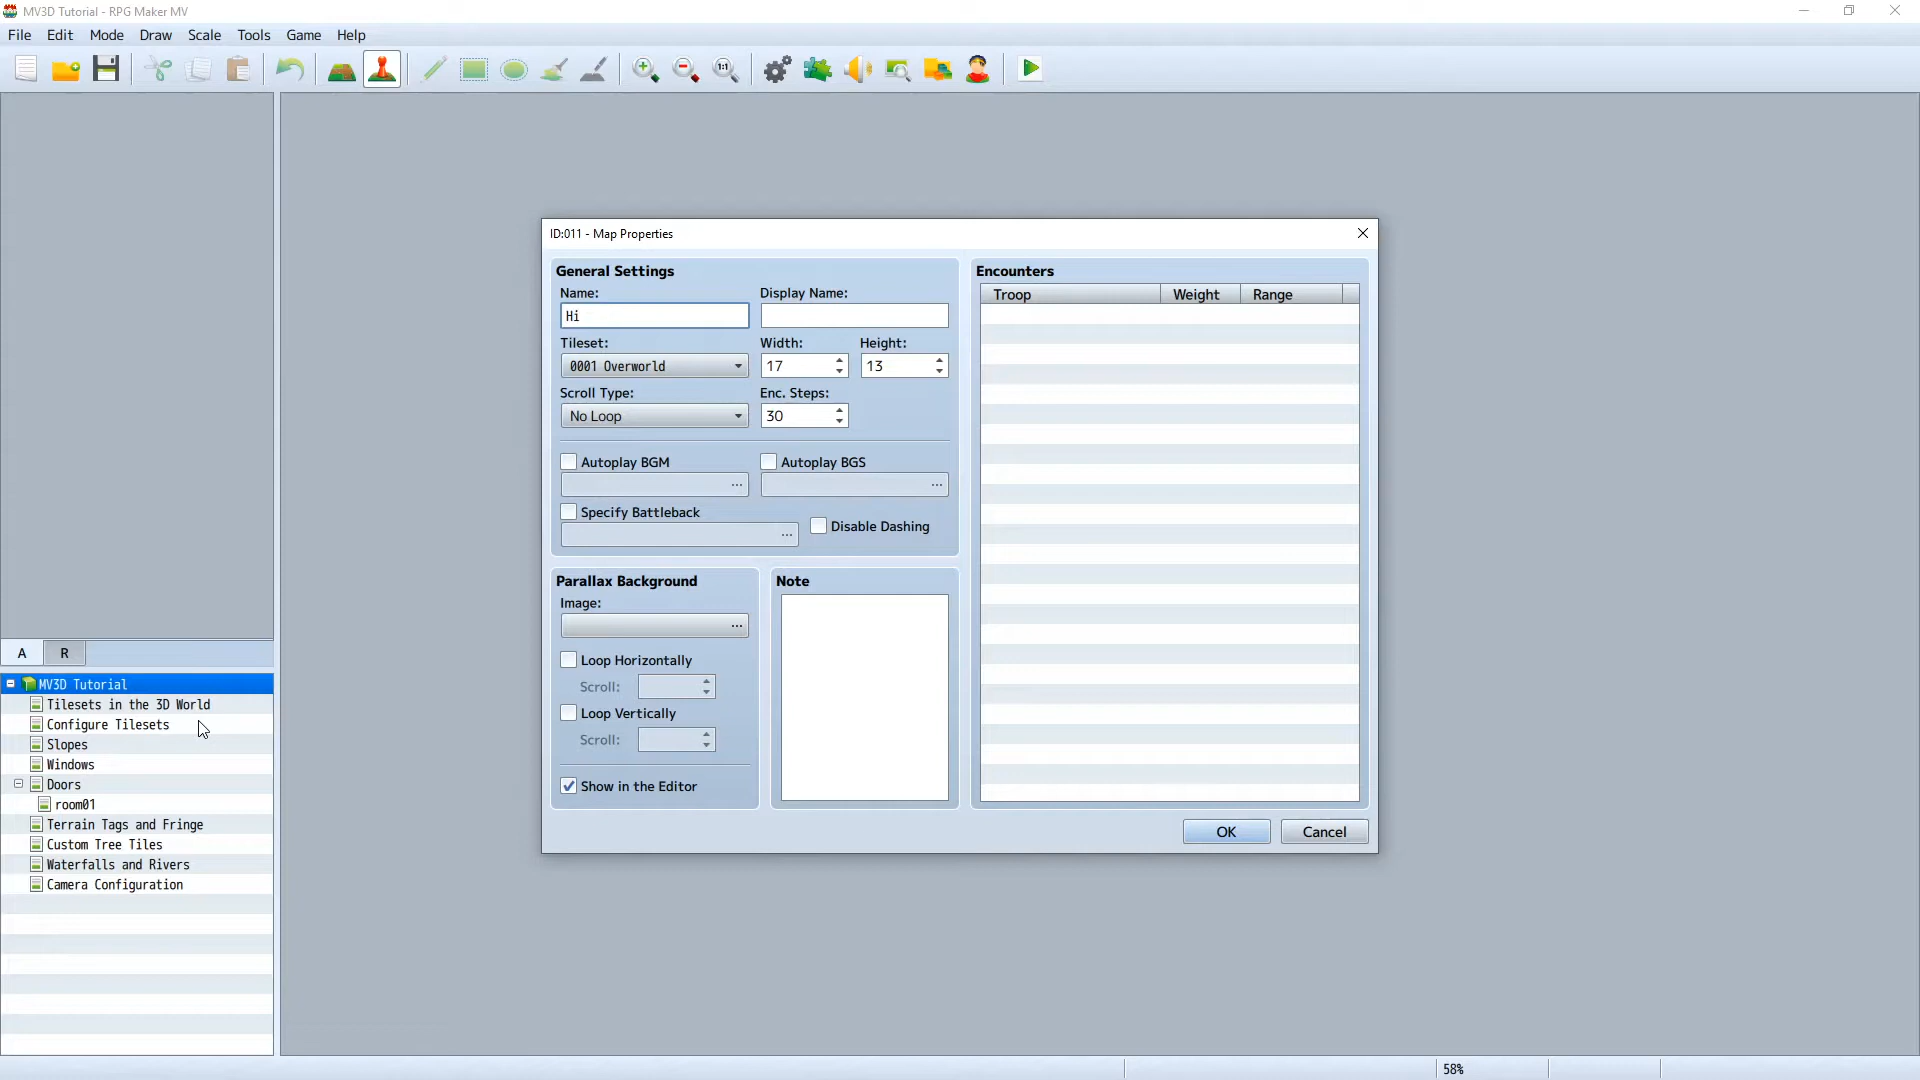 MV3D Tutorial - RPG Maker MV
File Edit Mode Draw Scale Tools Game Help
1:1
ID:011 - Map Properties
General Settings
Name:
Display Name:
Hi
Tileset:
Width:
Height:
0001 Overworld
17
13
Scroll Type:
Enc. Steps:
No Loop
30
Autoplay BGM
Autoplay BGS
...
...
Specify Battleback
...
Disable Dashing
Parallax Background
Image:
...
Loop Horizontally
Scroll:
Loop Vertically
Scroll:
Show in the Editor
Note
Encounters
Troop Weight Range
OK
Cancel
A R
MV3D Tutorial
Tilesets in the 3D World
Configure Tilesets
Slopes
Windows
Doors
room01
Terrain Tags and Fringe
Custom Tree Tiles
Waterfalls and Rivers
Camera Configuration
58%